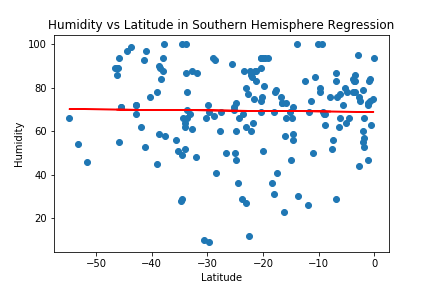 Humidity vs Latitude in Southern Hemisphere Regression
100
80
60
40
20
Humidity
−50 −40 −30 −20 −10 0
Latitude